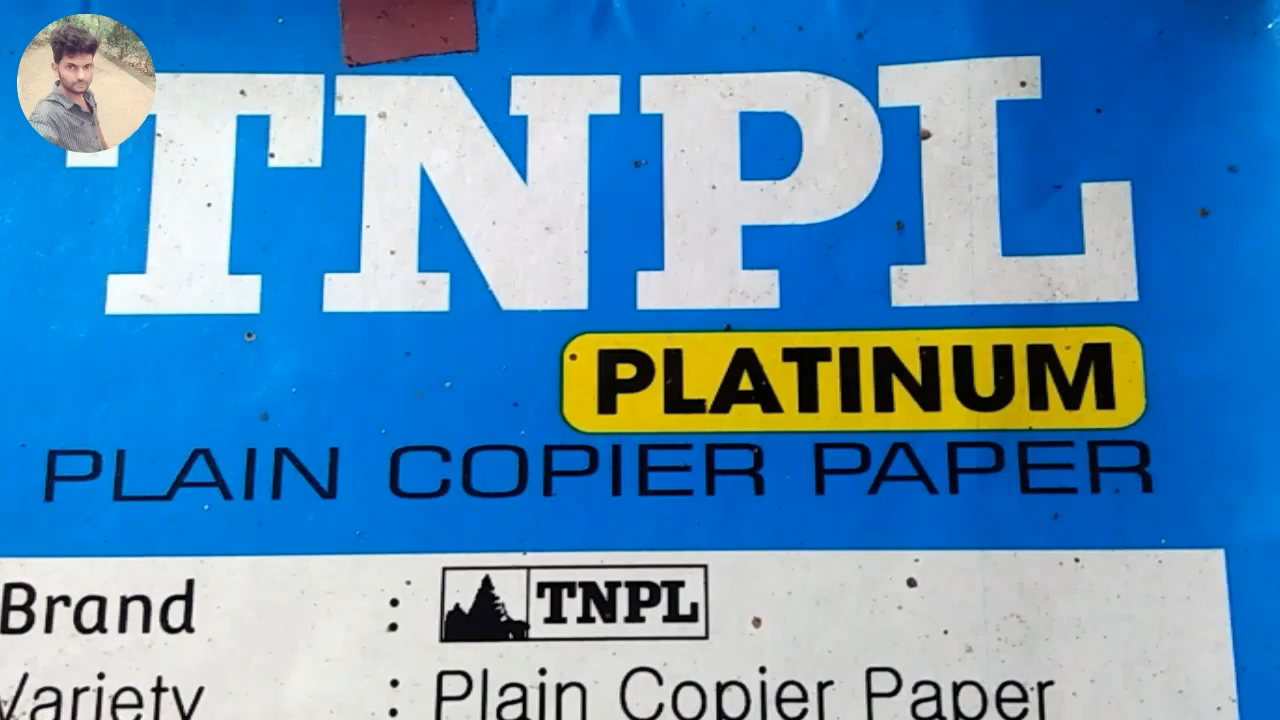 TNPL
PLATINUM
PLAIN COPIER PAPER
Brand : TNPL
Variety : Plain Copier Paper